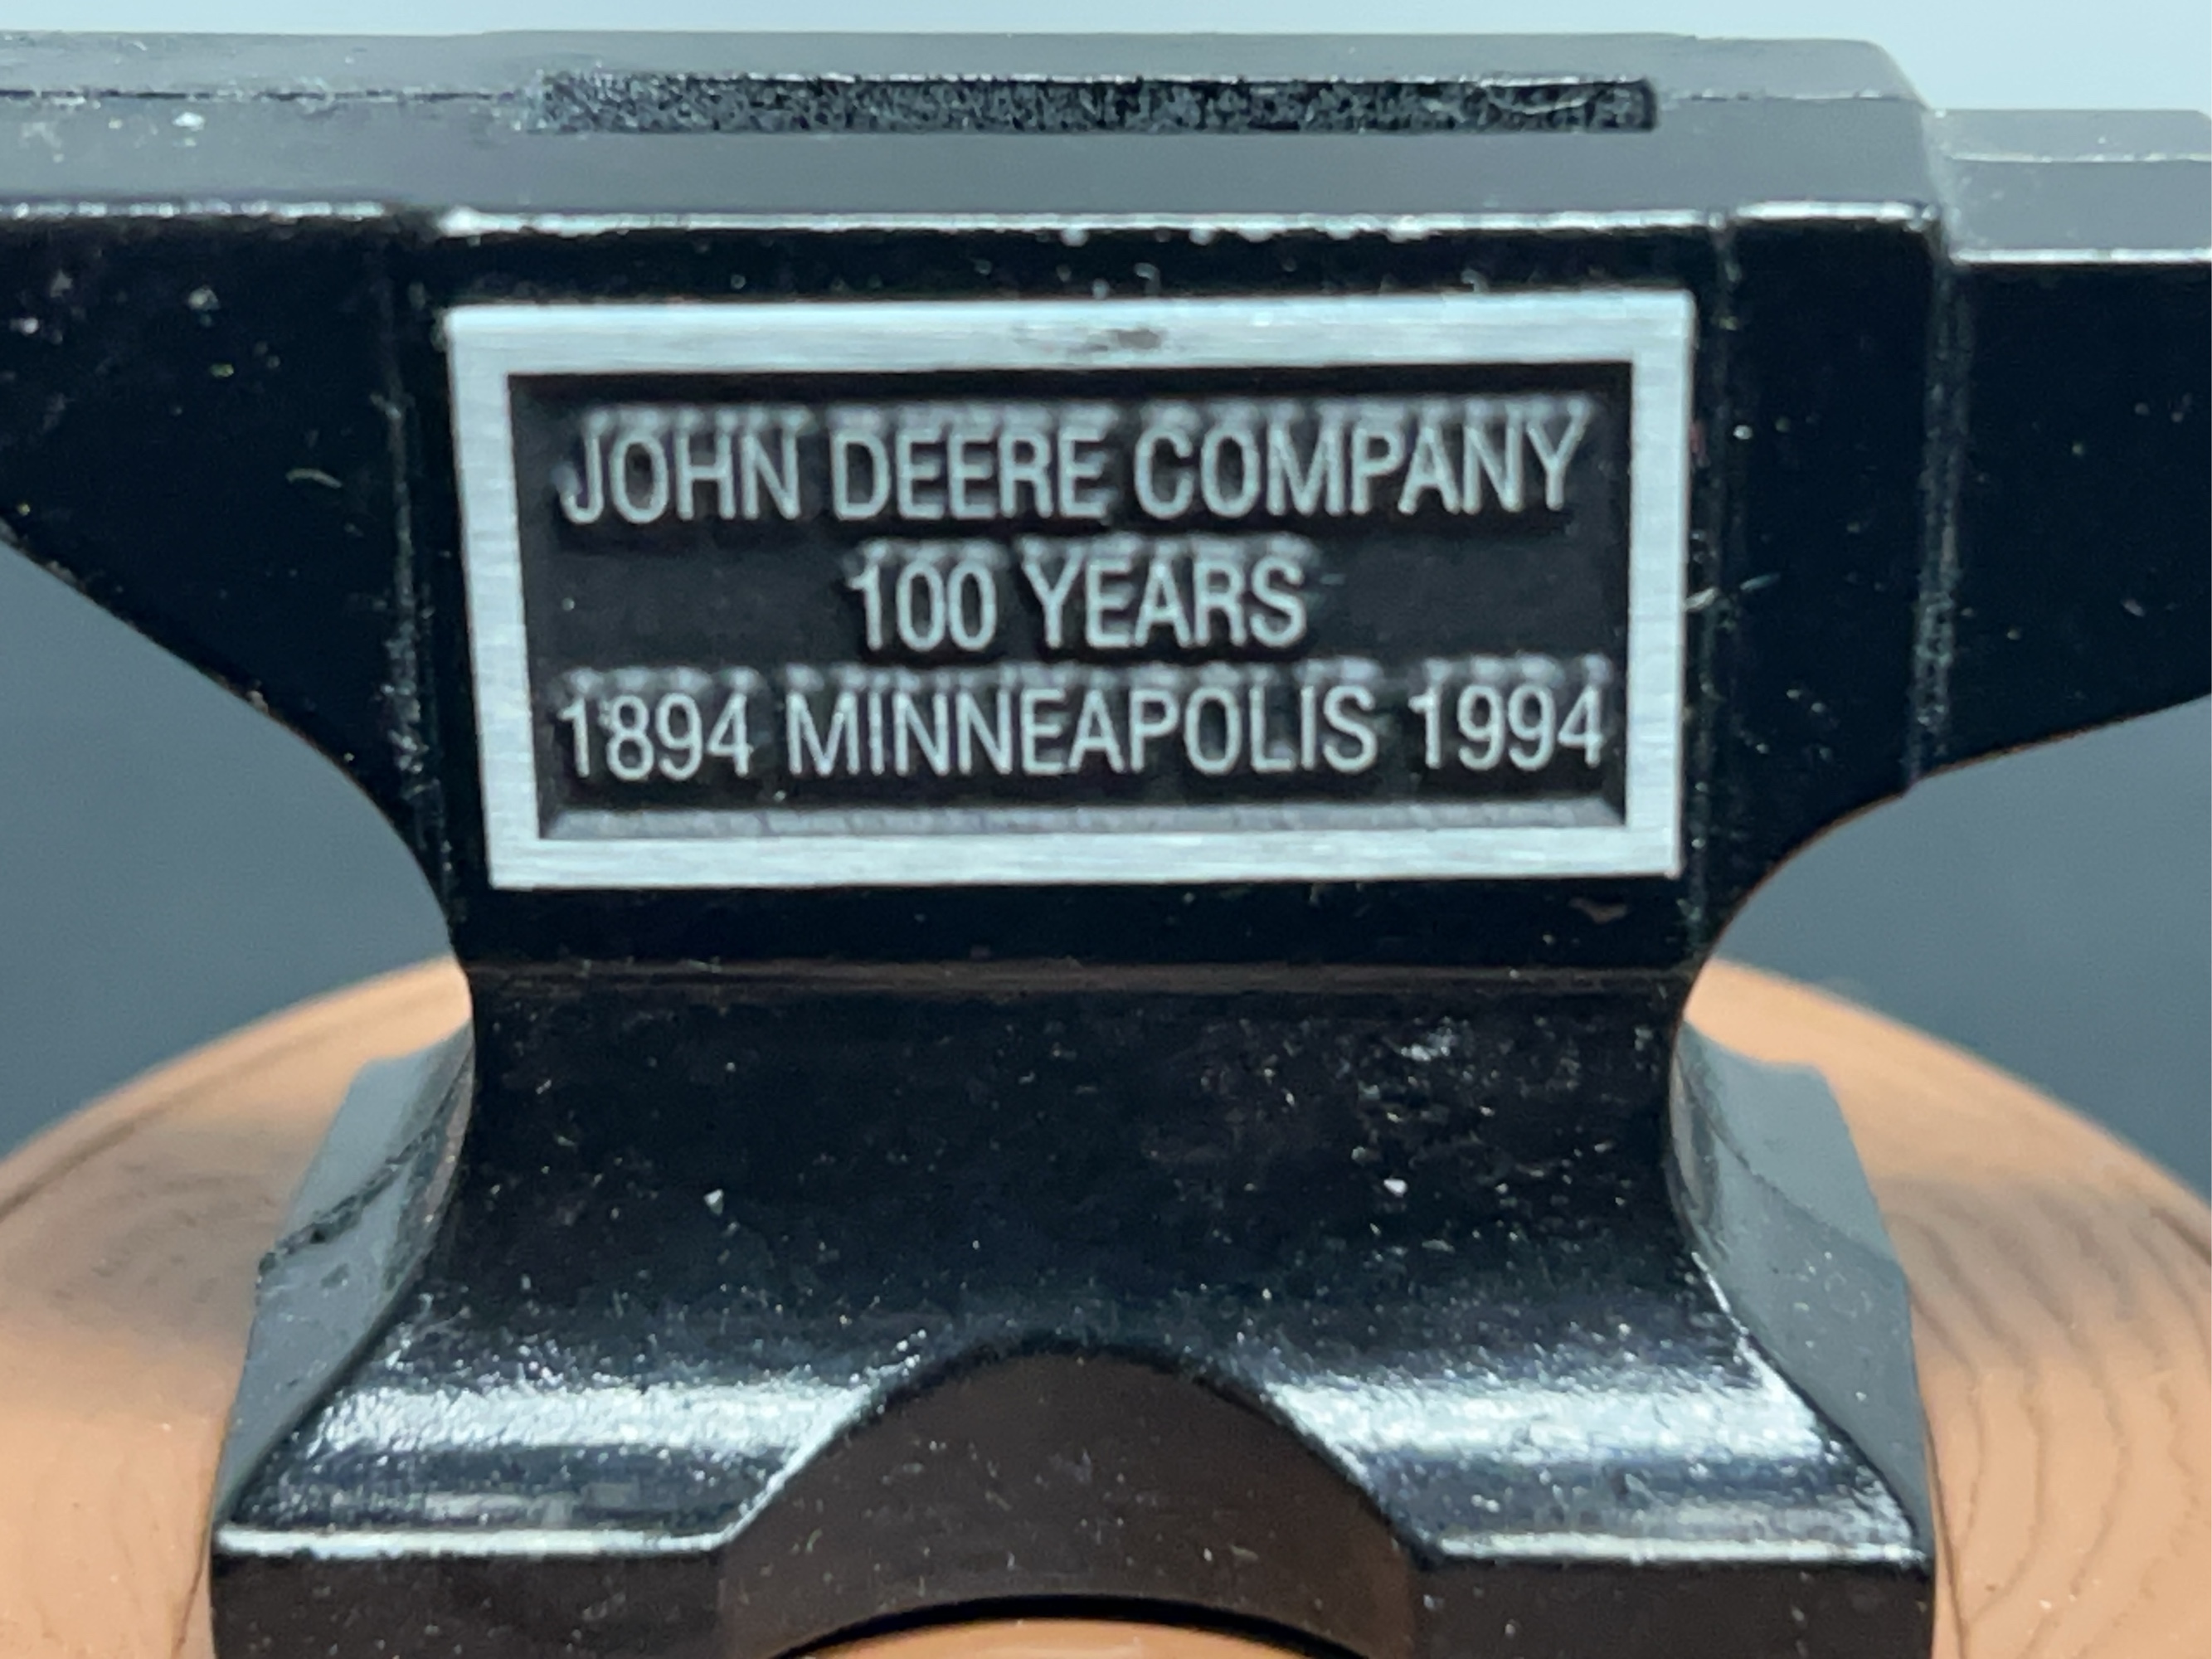 JOHN DEERE COMPANY
100 YEARS
1894 MINNEAPOLIS 1994